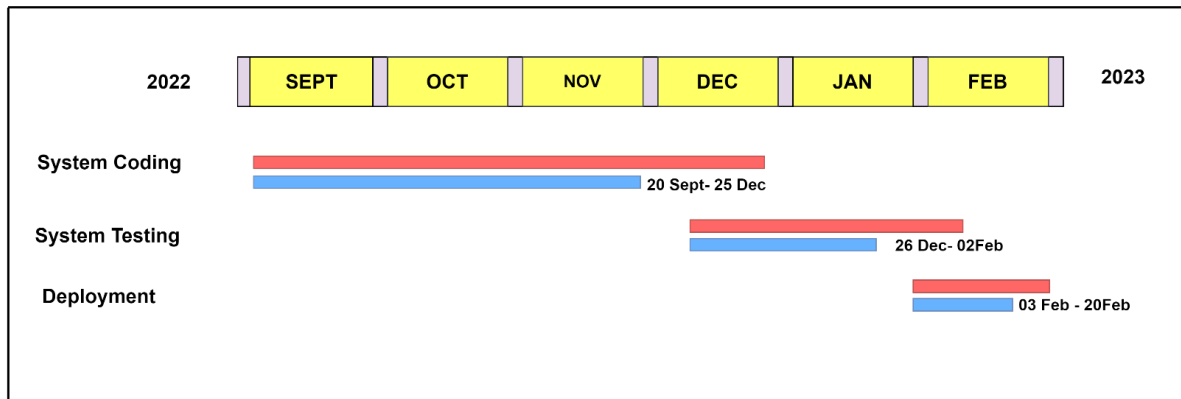 2022 SEPT OCT NOV DEC JAN FEB 2023
System Coding
20 Sept- 25 Dec
System Testing
26 Dec- 02Feb
Deployment
03 Feb - 20Feb